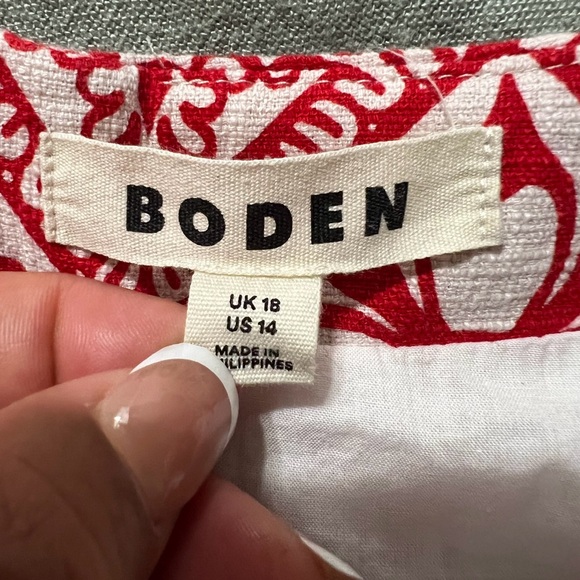 BODEN
UK 18
US 14
MADE IN
ILIPPINES